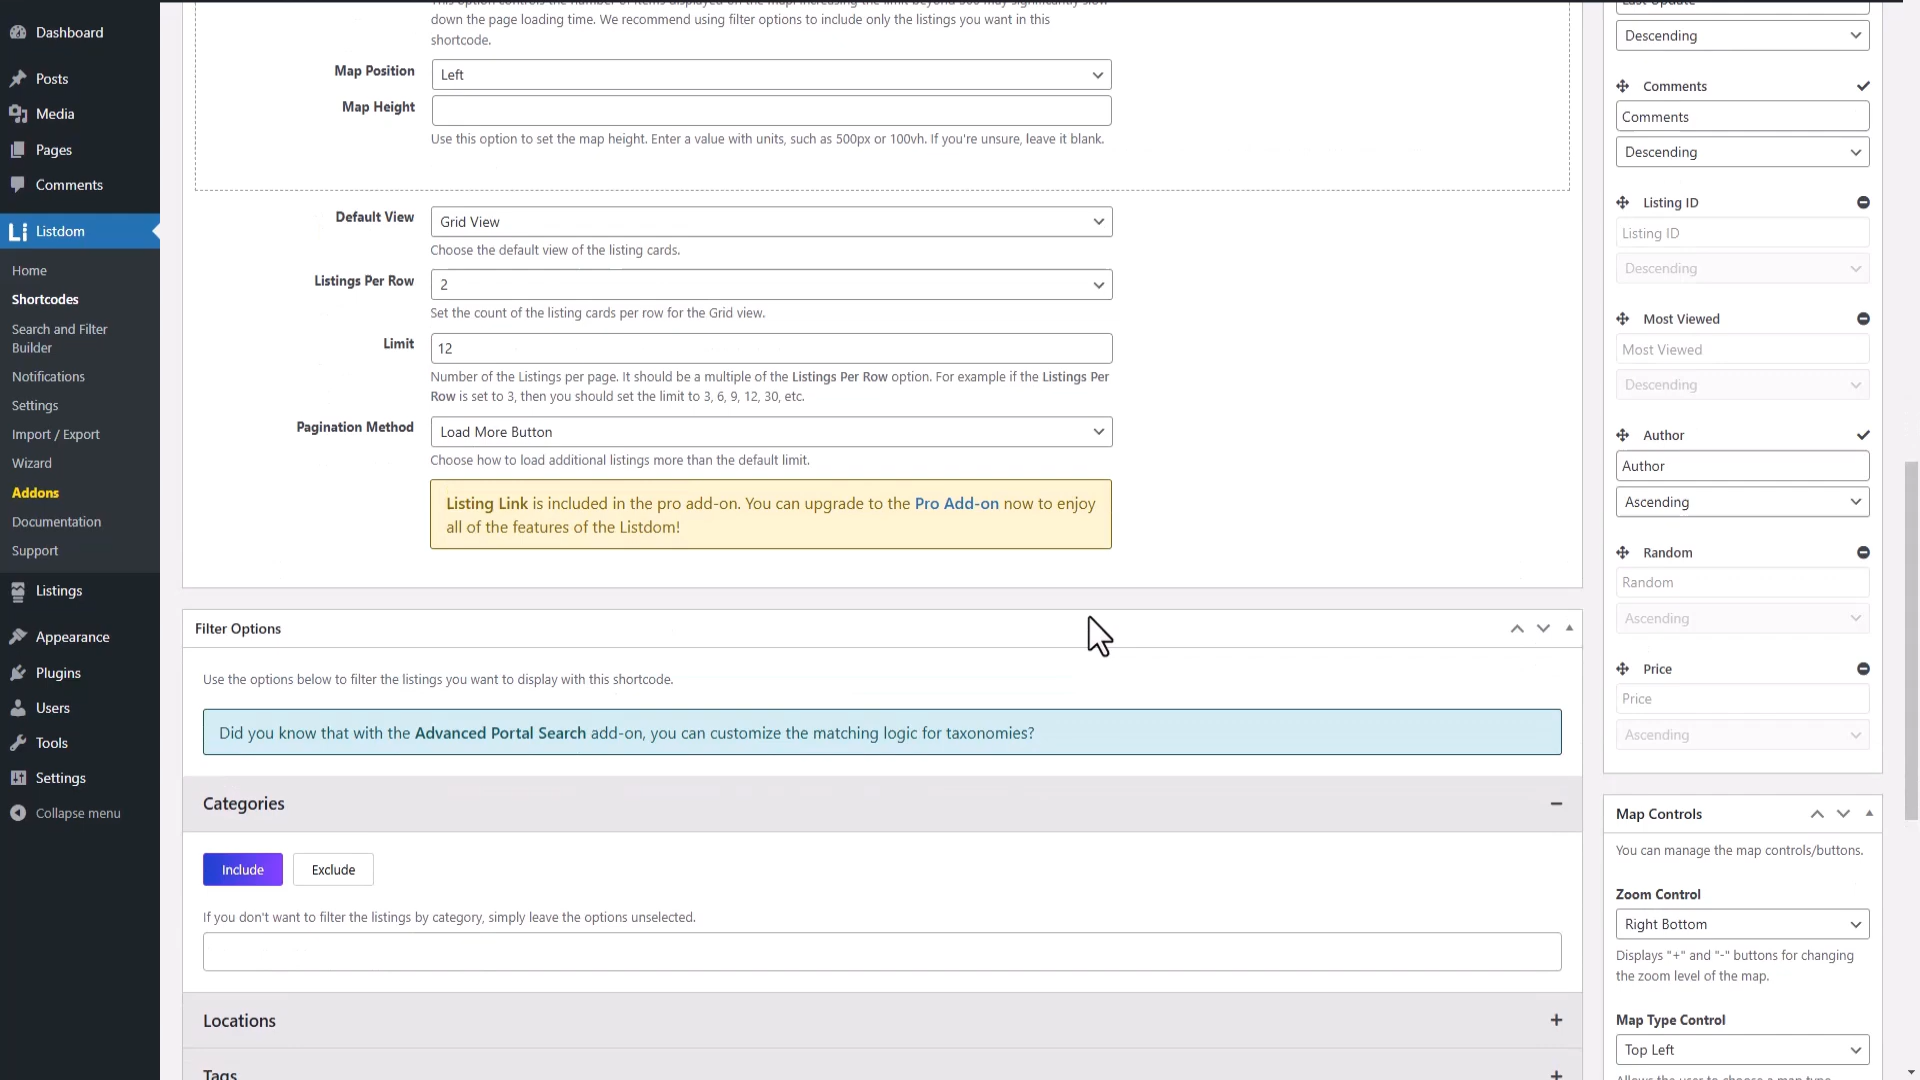 Dashboard
Posts
Media
Pages
Comments
Listdom
Home
Shortcodes
Search and Filter
Builder
Notifications
Settings
Import / Export
Wizard
Addons
Documentation
Support
Listings
Appearance
Plugins
Users
Tools
Settings
Collapse menu
down the page loading time. We recommend using filter options to include only the listings you want in this
shortcode.
Map Position
Left
Map Height
Use this option to set the map height. Enter a value with units, such as 500px or 100vh. If you're unsure, leave it blank.
Default View
Grid View
Choose the default view of the listing cards.
Listings Per Row
2
Set the count of the listing cards per row for the Grid view.
Limit
12
Number of the Listings per page. It should be a multiple of the Listings Per Row option. For example if the Listings Per
Row is set to 3, then you should set the limit to 3, 6, 9, 12, 30, etc.
Pagination Method
Load More Button
Choose how to load additional listings more than the default limit.
Listing Link is included in the pro add-on. You can upgrade to the Pro Add-on now to enjoy
all of the features of the Listdom!
Filter Options
Use the options below to filter the listings you want to display with this shortcode.
Did you know that with the Advanced Portal Search add-on, you can customize the matching logic for taxonomies?
Categories
Include
Exclude
If you don't want to filter the listings by category, simply leave the options unselected.
Locations
Tags
Descending
Comments
Comments
Descending
Listing ID
Listing ID
Descending
Most Viewed
Most Viewed
Descending
Author
Author
Ascending
Random
Random
Ascending
Price
Price
Ascending
Map Controls
You can manage the map controls/buttons.
Zoom Control
Right Bottom
Displays "+" and "-" buttons for changing
the zoom level of the map.
Map Type Control
Top Left